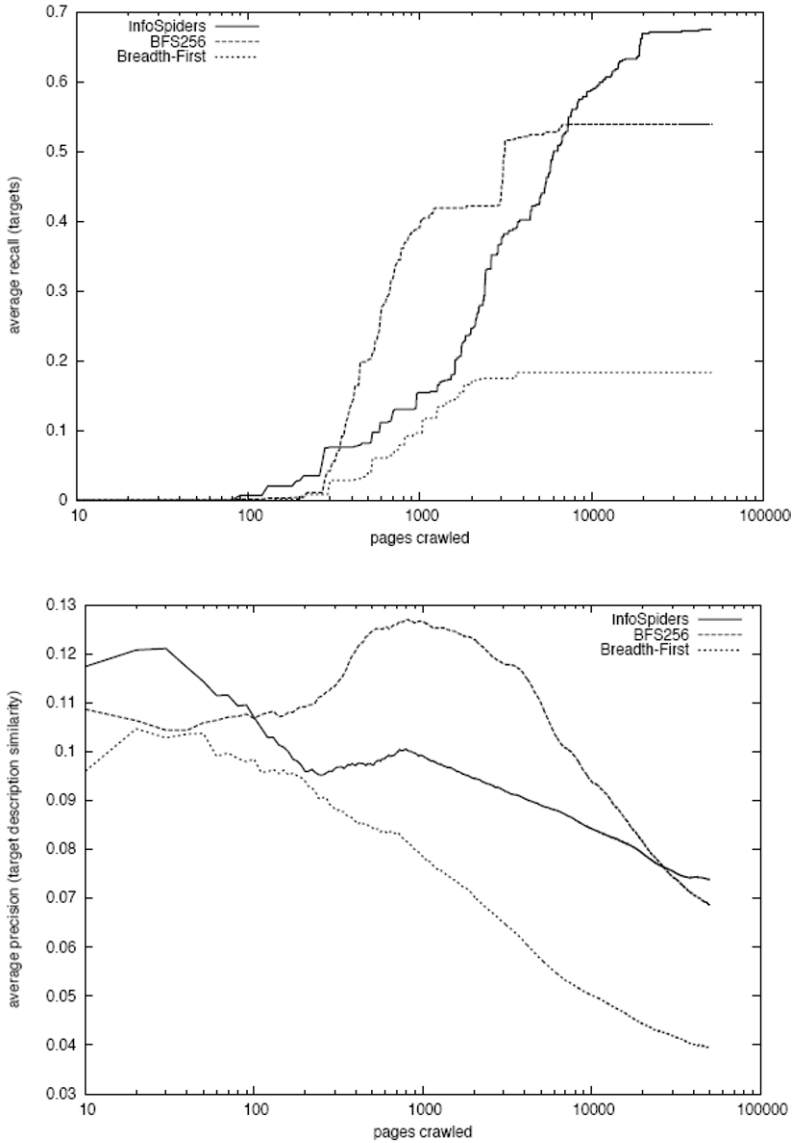 0.7
InfoSpiders
BFS256
Breadth-First
0.6
0.5
0.4
0.3
0.2
0.1
0
average recall (targets)
10 100 1000 10000 100000
pages crawled
0.13
InfoSpiders
BFS256
Breadth-First
0.12
0.11
0.1
0.09
0.08
0.07
0.06
0.05
0.04
0.03
average precision (target description similarity)
10 100 1000 10000 100000
pages crawled